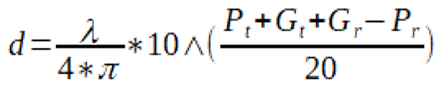 d = λ / 4 * π * 10 ∧ ( P_t + G_t + G_r − P_r / 20 )